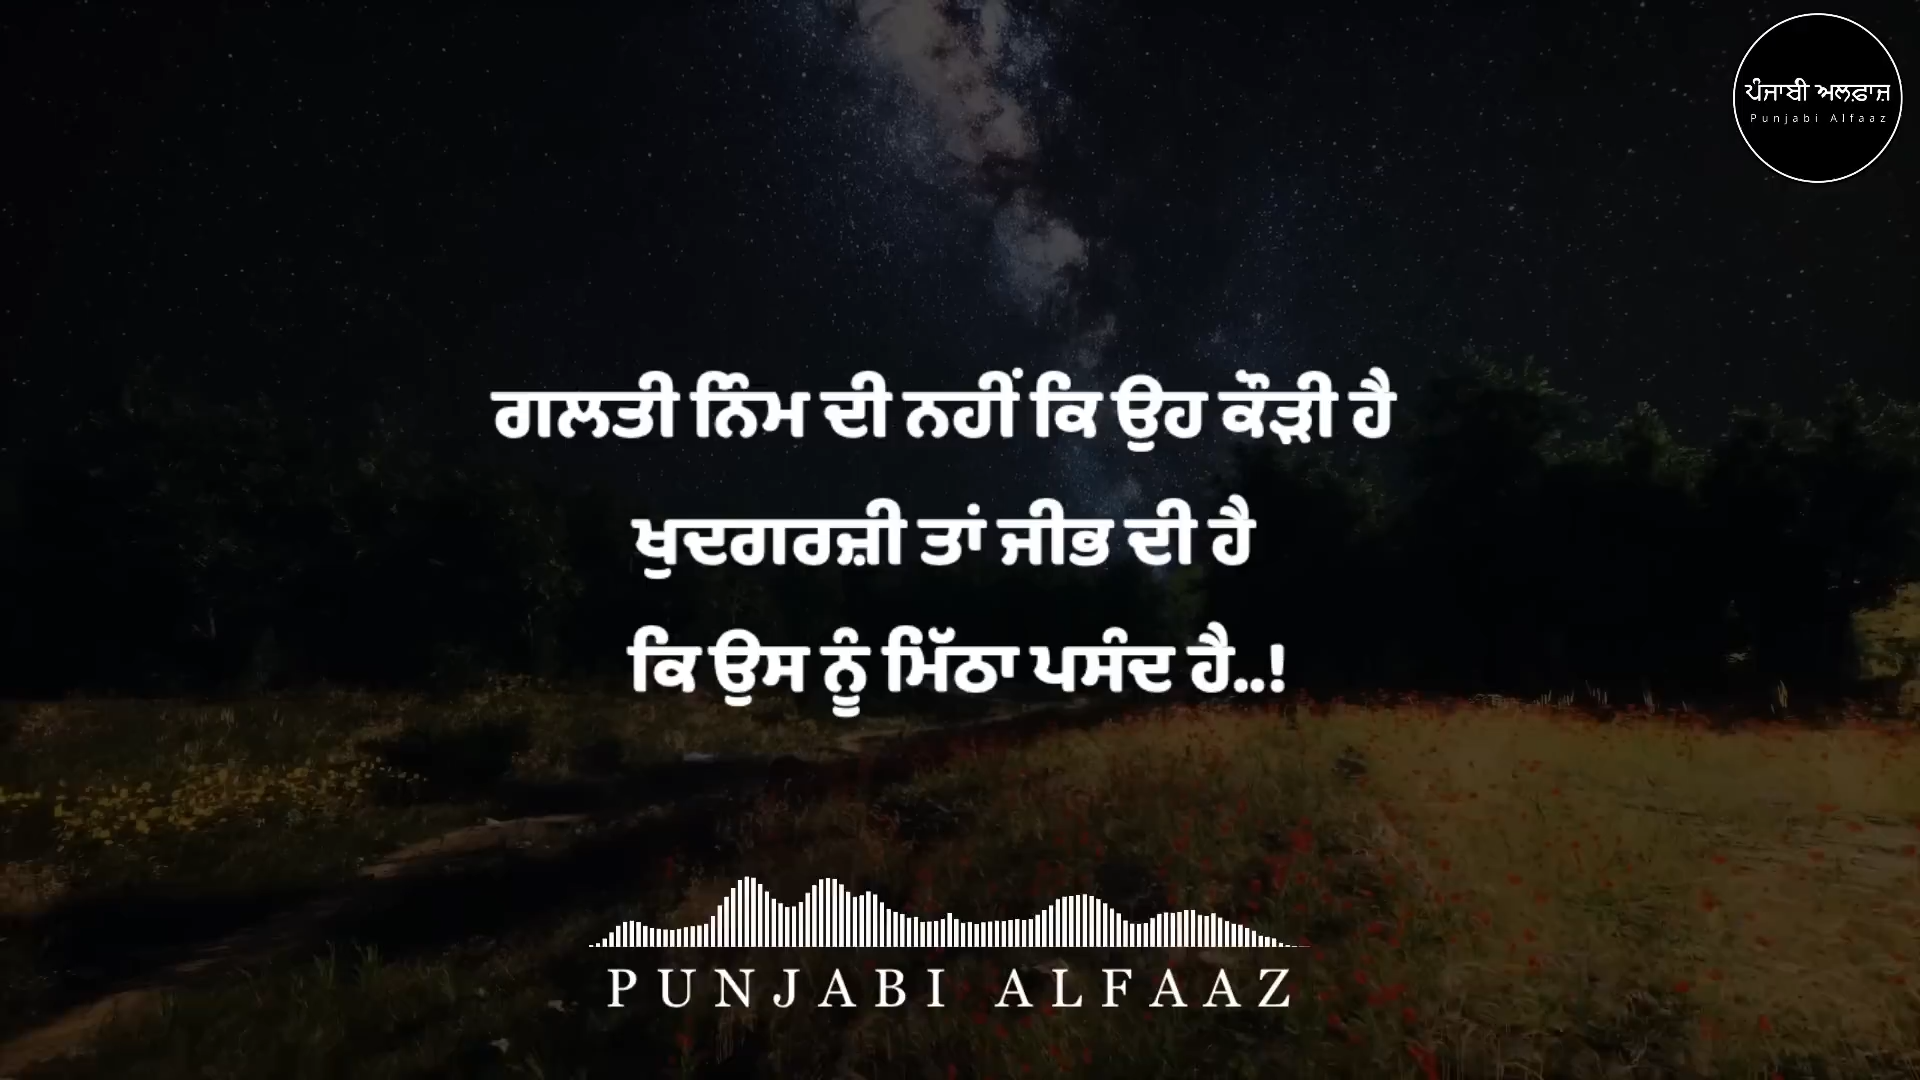 ਪੰਜਾਬੀ ਅਲਫ਼ਾਜ਼
Punjabi Alfaaz
ਗਲਤੀ ਨਿੰਮ ਦੀ ਨਹੀਂ ਕਿ ਉਹ ਕੌੜੀ ਹੈ
ਖੁਦਗਰਜ਼ੀ ਤਾਂ ਜੀਭ ਦੀ ਹੈ
ਕਿ ਉਸ ਨੂੰ ਮਿੱਠਾ ਪਸੰਦ ਹੈ..!
PUNJABI ALFAAZ